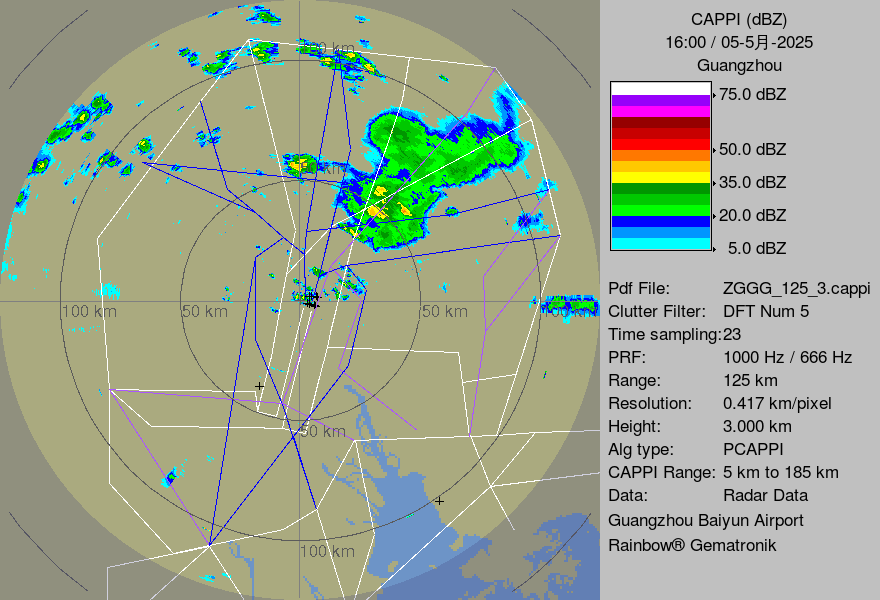 CAPPI (dBZ)
16:00 / 05-5月-2025
Guangzhou
75.0 dBZ
50.0 dBZ
35.0 dBZ
20.0 dBZ
5.0 dBZ
Pdf File: ZGGG_125_3.cappi
Clutter Filter: DFT Num 5
Time sampling:23
PRF: 1000 Hz / 666 Hz
Range: 125 km
Resolution: 0.417 km/pixel
Height: 3.000 km
Alg type: PCAPPI
CAPPI Range: 5 km to 185 km
Data: Radar Data
Guangzhou Baiyun Airport
Rainbow® Gematronik
100 km
100 km
50 km
50 km
50 km
100 km